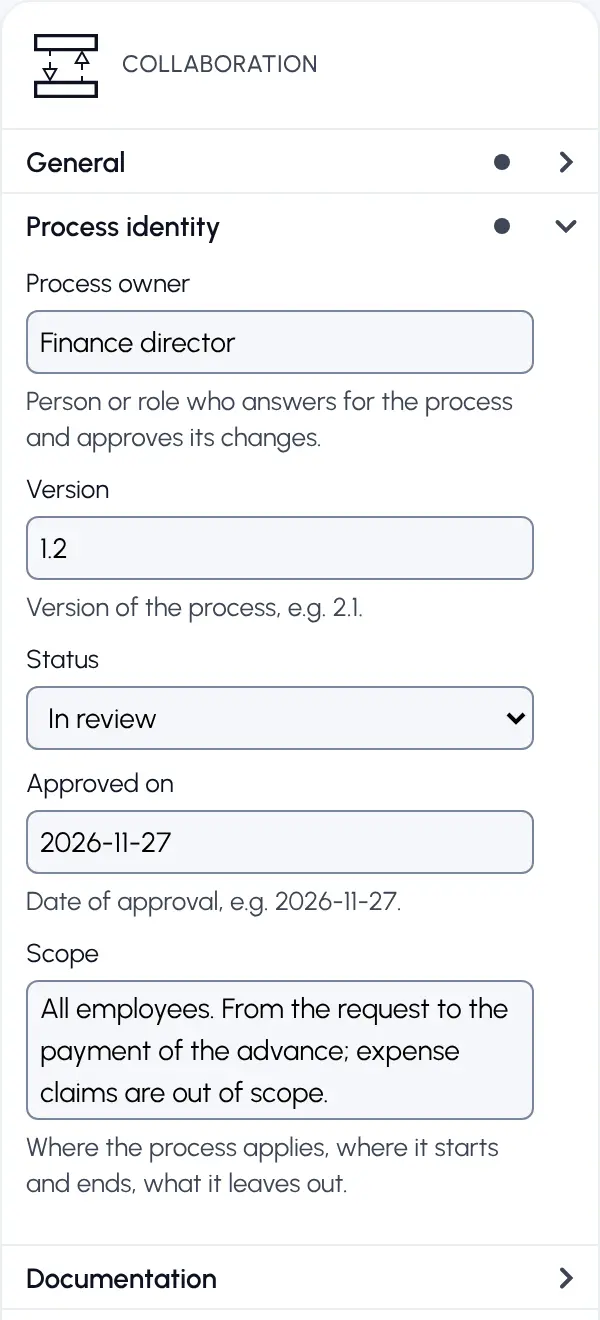 COLLABORATION
General
Process identity
Process owner
Finance director
Person or role who answers for the process
and approves its changes.
Version
1.2
Version of the process, e.g. 2.1.
Status
In review
Approved on
2026-11-27
Date of approval, e.g. 2026-11-27.
Scope
All employees. From the request to the
payment of the advance; expense
claims are out of scope.
Where the process applies, where it starts
and ends, what it leaves out.
Documentation